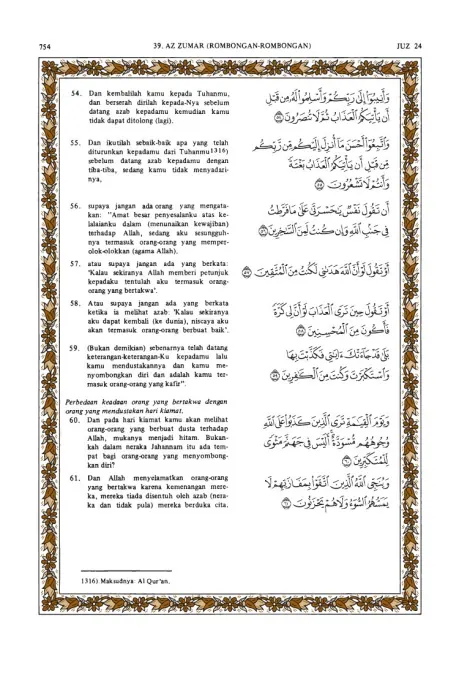 754 39. AZ ZUMAR (ROMBONGAN-ROMBONGAN) JUZ 24
54. Dan kembalilah kamu kepada Tuhanmu,
dan berserah dirilah kepada-Nya sebelum
datang azab kepadamu kemudian kamu
tidak dapat ditolong (lagi).
وَأَنِيبُوٓا۟ إِلَىٰ رَبِّكُمْ وَأَسْلِمُوا۟ لَهُۥ مِن قَبْلِ
أَن يَأْتِيَكُمُ ٱلْعَذَابُ ثُمَّ لَا تُنصَرُونَ ﴿٥٤﴾
55. Dan ikutilah sebaik-baik apa yang telah
diturunkan kepadamu dari Tuhanmu1316)
sebelum datang azab kepadamu dengan
tiba-tiba, sedang kamu tidak menyadari-
nya,
وَٱتَّبِعُوٓا۟ أَحْسَنَ مَآ أُنزِلَ إِلَيْكُم مِّن رَّبِّكُم
مِّن قَبْلِ أَن يَأْتِيَكُمُ ٱلْعَذَابُ بَغْتَةً
وَأَنتُمْ لَا تَشْعُرُونَ ﴿٥٥﴾
56. supaya jangan ada orang yang mengata-
kan: "Amat besar penyesalanku atas ke-
lalaianku dalam (menunaikan kewajiban)
terhadap Allah, sedang aku sesungguh-
nya termasuk orang-orang yang memper-
olok-olokkan (agama Allah).
أَن تَقُولَ نَفْسٌ يَٰحَسْرَتَىٰ عَلَىٰ مَا فَرَّطتُ
فِى جَنۢبِ ٱللَّهِ وَإِن كُنتُ لَمِنَ ٱلسَّٰخِرِينَ ﴿٥٦﴾
57. atau supaya jangan ada yang berkata:
'Kalau sekiranya Allah memberi petunjuk
kepadaku tentulah aku termasuk orang-
orang yang bertakwa'.
أَوْ تَقُولَ لَوْ أَنَّ ٱللَّهَ هَدَىٰنِى لَكُنتُ مِنَ ٱلْمُتَّقِينَ ﴿٥٧﴾
58. Atau supaya jangan ada yang berkata
ketika ia melihat azab: 'Kalau sekiranya
aku dapat kembali (ke dunia), niscaya aku
akan termasuk orang-orang berbuat baik'.
أَوْ تَقُولَ حِينَ تَرَى ٱلْعَذَابَ لَوْ أَنَّ لِى كَرَّةً
فَأَكُونَ مِنَ ٱلْمُحْسِنِينَ ﴿٥٨﴾
59. (Bukan demikian) sebenarnya telah datang
keterangan-keterangan-Ku kepadamu lalu
kamu mendustakannya dan kamu me-
nyombongkan diri dan adalah kamu ter-
masuk orang-orang yang kafir".
بَلَىٰ قَدْ جَآءَتْكَ ءَايَٰتِى فَكَذَّبْتَ بِهَا
وَٱسْتَكْبَرْتَ وَكُنتَ مِنَ ٱلْكَٰفِرِينَ ﴿٥٩﴾
Perbedaan keadaan orang yang bertakwa dengan
orang yang mendustakan hari kiamat.
60. Dan pada hari kiamat kamu akan melihat
orang-orang yang berbuat dusta terhadap
Allah, mukanya menjadi hitam. Bukan-
kah dalam neraka Jahannam itu ada tem-
pat bagi orang-orang yang menyombong-
kan diri?
وَيَوْمَ ٱلْقِيَٰمَةِ تَرَى ٱلَّذِينَ كَذَبُوا۟ عَلَى ٱللَّهِ
وُجُوهُهُم مُّسْوَدَّةٌ أَلَيْسَ فِى جَهَنَّمَ مَثْوًى
لِّلْمُتَكَبِّرِينَ ﴿٦٠﴾
61. Dan Allah menyelamatkan orang-orang
yang bertakwa karena kemenangan mere-
ka, mereka tiada disentuh oleh azab (nera-
ka dan tidak pula) mereka berduka cita.
وَيُنَجِّى ٱللَّهُ ٱلَّذِينَ ٱتَّقَوْا۟ بِمَفَازَتِهِمْ لَا
يَمَسُّهُمُ ٱلسُّوٓءُ وَلَا هُمْ يَحْزَنُونَ ﴿٦١﴾
1316) Maksudnya: Al Qur'an.